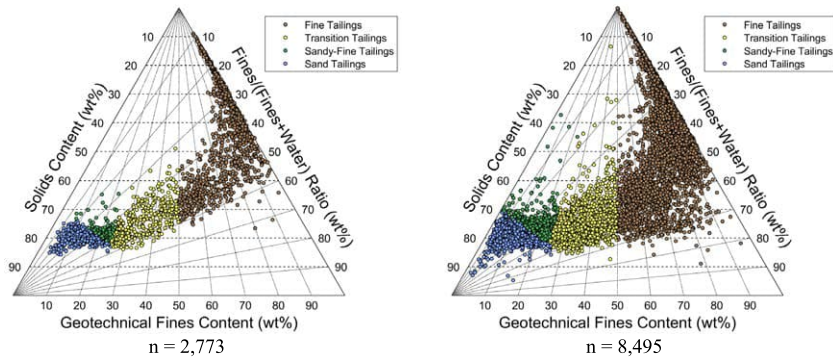 Fine Tailings
Transition Tailings
Sandy-Fine Tailings
Sand Tailings
Solids Content (wt%)
Fines/(Fines+Water) Ratio (wt%)
10
20
30
40
50
60
70
80
90
10
20
30
40
50
60
70
80
90
10 20 30 40 50 60 70 80 90
Geotechnical Fines Content (wt%)
n = 2,773
Fine Tailings
Transition Tailings
Sandy-Fine Tailings
Sand Tailings
Solids Content (wt%)
Fines/(Fines+Water) Ratio (wt%)
10
20
30
40
50
60
70
80
90
10
20
30
40
50
60
70
80
90
10 20 30 40 50 60 70 80 90
Geotechnical Fines Content (wt%)
n = 8,495